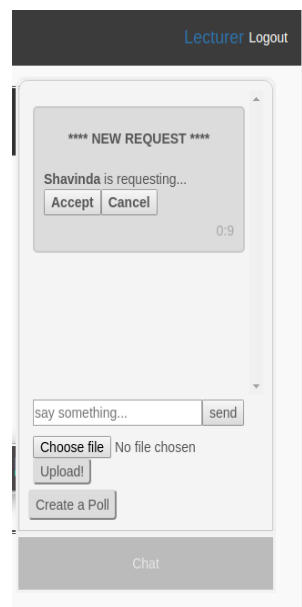 Lecturer Logout
**** NEW REQUEST ****
Shavinda is requesting...
Accept Cancel
0:9
say something... send
Choose file No file chosen
Upload!
Create a Poll
Chat